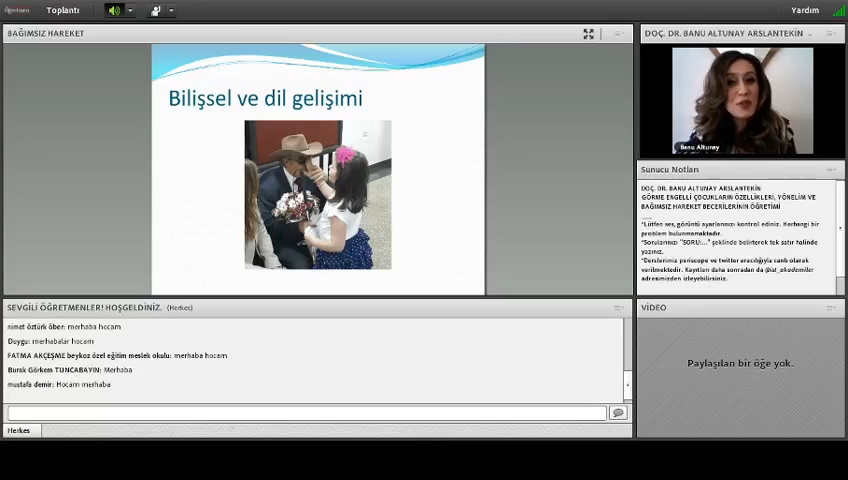 Öğretmen Toplantı Yardım
BAĞIMSIZ HAREKET
Bilişsel ve dil gelişimi
DOÇ. DR. BANU ALTUNAY ARSLANTEKİN ..
Banu Altunay
Sunucu Notları
DOÇ. DR. BANU ALTUNAY ARSLANTEKİN
GÖRME ENGELLİ ÇOCUKLARIN ÖZELLİKLERİ, YÖNELİM VE
BAĞIMSIZ HAREKET BECERİLERİNİN ÖĞRETİMİ
*Lütfen ses, görüntü ayarlarınızı kontrol ediniz. Herhangi bir
problem bulunmamaktadır.
*Sorularınızı "SORU:..." şeklinde belirterek tek satır halinde
yazınız.
*Derslerimiz periscope ve twitter aracılığıyla canlı olarak
verilmektedir. Kayıtları daha sonradan da @ist_akademiler
adresimizden izleyebilirsiniz.
SEVGİLİ ÖĞRETMENLER! HOŞGELDİNİZ. (Herkes)
nimet öztürk öber: merhaba hocam
Duygu: merhabalar hocam
FATMA AKÇEŞME beykoz özel eğitim meslek okulu: merhaba hocam
Burak Görkem TUNCABAYIN: Merhaba
mustafa demir: Hocam merhaba
Herkes
VİDEO
Paylaşılan bir öğe yok.